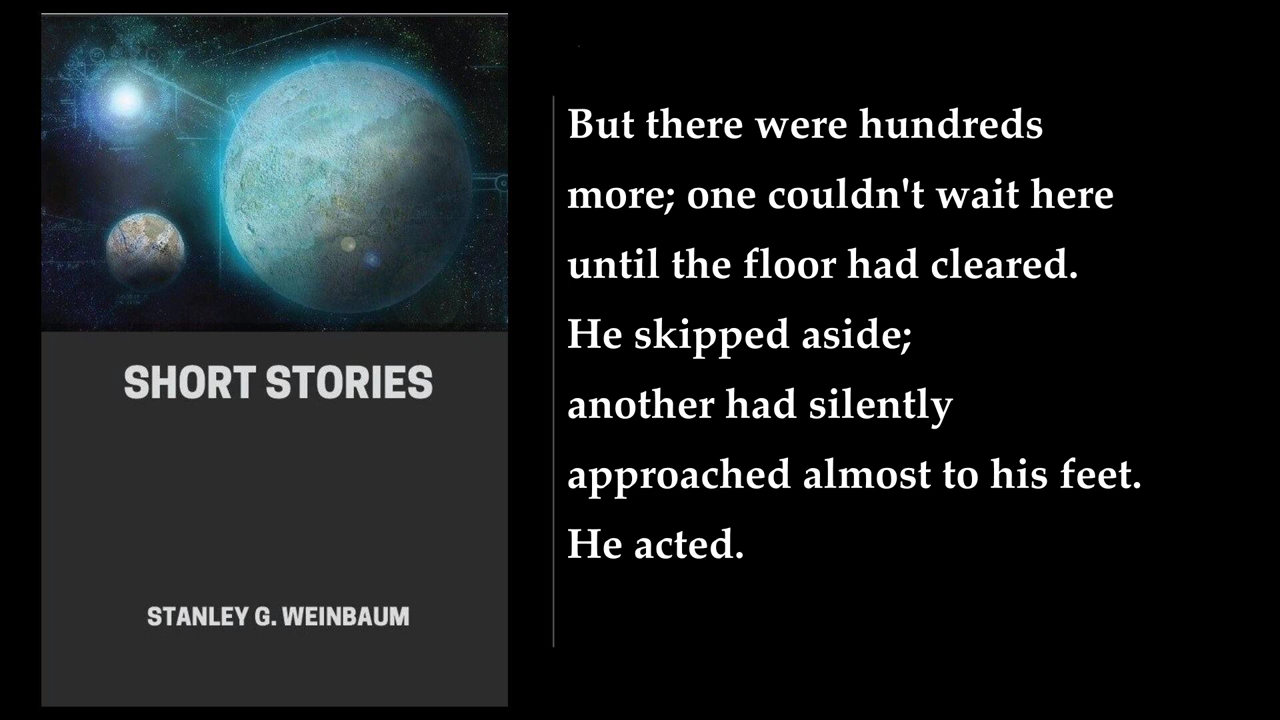 SHORT STORIES
STANLEY G. WEINBAUM
But there were hundreds
more; one couldn't wait here
until the floor had cleared.
He skipped aside;
another had silently
approached almost to his feet.
He acted.